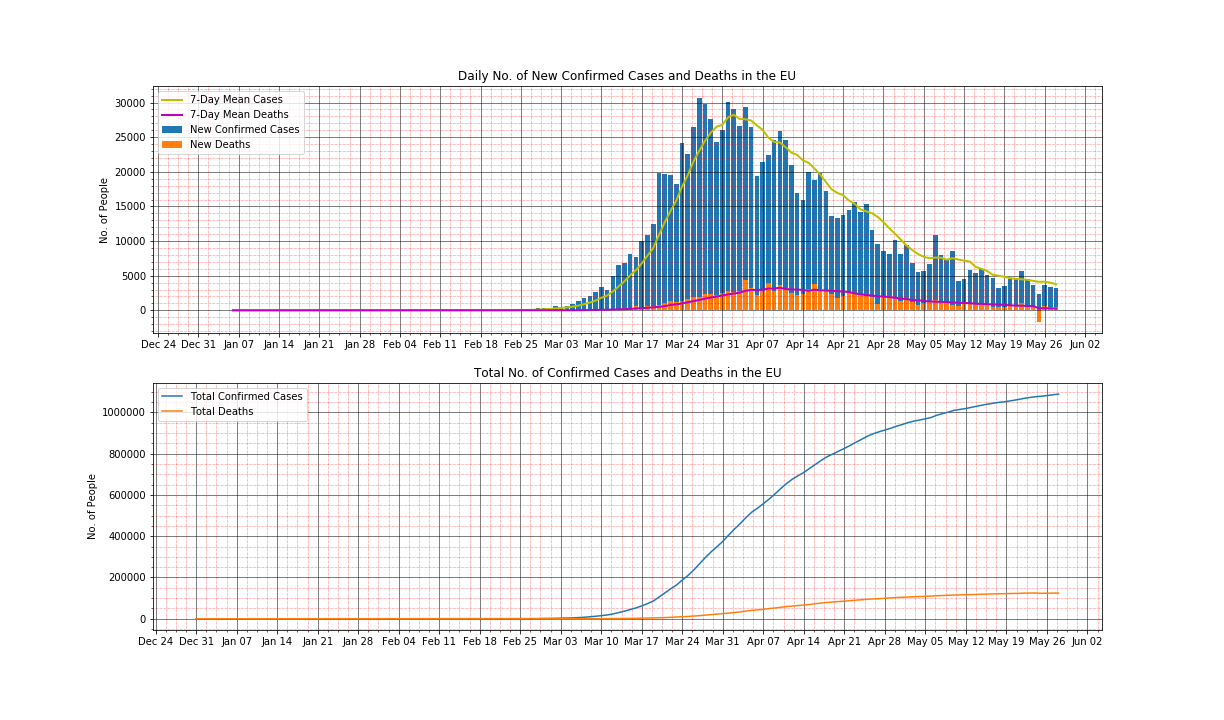 Daily No. of New Confirmed Cases and Deaths in the EU
7-Day Mean Cases
7-Day Mean Deaths
New Confirmed Cases
New Deaths
No. of People
30000
25000
20000
15000
10000
5000
0
Dec 24 Dec 31 Jan 07 Jan 14 Jan 21 Jan 28 Feb 04 Feb 11 Feb 18 Feb 25 Mar 03 Mar 10 Mar 17 Mar 24 Mar 31 Apr 07 Apr 14 Apr 21 Apr 28 May 05 May 12 May 19 May 26 Jun 02
Total No. of Confirmed Cases and Deaths in the EU
Total Confirmed Cases
Total Deaths
No. of People
1000000
800000
600000
400000
200000
0
Dec 24 Dec 31 Jan 07 Jan 14 Jan 21 Jan 28 Feb 04 Feb 11 Feb 18 Feb 25 Mar 03 Mar 10 Mar 17 Mar 24 Mar 31 Apr 07 Apr 14 Apr 21 Apr 28 May 05 May 12 May 19 May 26 Jun 02